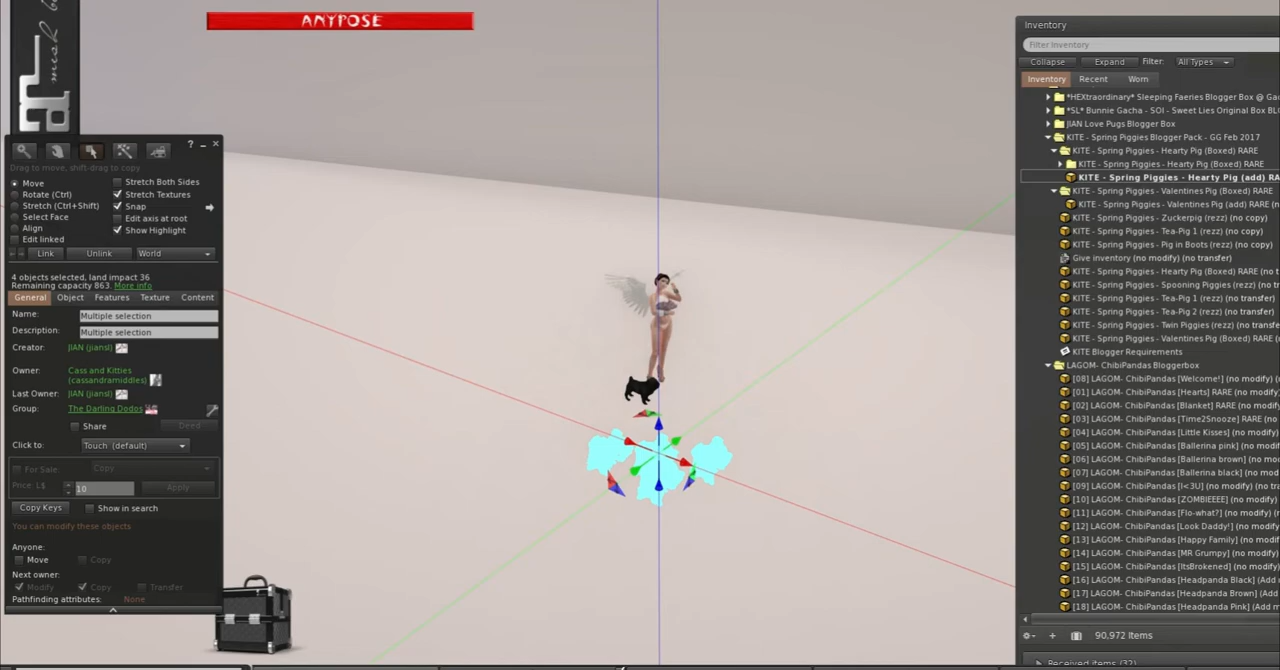 ANYPOSE
Drag to move, shift-drag to copy
Move
Rotate (Ctrl)
Stretch (Ctrl+Shift)
Select Face
Align
Edit linked
Stretch Both Sides
Stretch Textures
Snap
Edit axis at root
Show Highlight
Link Unlink World
4 objects selected, land impact 36
Remaining capacity 863. More info
General Object Features Texture Content
Name: Multiple selection
Description: Multiple selection
Creator: JIAN (jiansl)
Owner: Cass and Kitties
(cassandramiddles)
Last Owner: JIAN (jiansl)
Group: The Darling Dodos
Share Deed
Click to: Touch (default)
For Sale: Copy
Price: L$ 10 Apply
Copy Keys Show in search
You can modify these objects
Anyone:
Move Copy
Next owner:
Modify Copy Transfer
Pathfinding attributes: None
Inventory
Filter Inventory
Collapse Expand Filter: All Types
Inventory Recent Worn
*HEXtraordinary* Sleeping Faeries Blogger Box @ Ga
*SL* Bunnie Gacha - SOI - Sweet Lies Original Box BL
JIAN Love Pugs Blogger Box
KITE - Spring Piggies Blogger Pack - GG Feb 2017
KITE - Spring Piggies - Hearty Pig (Boxed) RARE
KITE - Spring Piggies - Hearty Pig (Boxed) RARE
KITE - Spring Piggies - Hearty Pig (add) RA
KITE - Spring Piggies - Valentines Pig (Boxed) RARE
KITE - Spring Piggies - Valentines Pig (add) RARE (n
KITE - Spring Piggies - Zuckerpig (rezz) (no copy)
KITE - Spring Piggies - Tea-Pig 1 (rezz) (no copy)
KITE - Spring Piggies - Pig in Boots (rezz) (no copy)
Give inventory (no modify) (no transfer)
KITE - Spring Piggies - Hearty Pig (Boxed) RARE (no t
KITE - Spring Piggies - Spooning Piggies (rezz) (no t
KITE - Spring Piggies - Tea-Pig 1 (rezz) (no transfer)
KITE - Spring Piggies - Tea-Pig 2 (rezz) (no transfer)
KITE - Spring Piggies - Twin Piggies (rezz) (no transfe
KITE - Spring Piggies - Valentines Pig (Boxed) RARE (
KITE Blogger Requirements
LAGOM- ChibiPandas Bloggerbox
[08] LAGOM- ChibiPandas [Welcome!] (no modify) (no
[01] LAGOM- ChibiPandas [Hearts] RARE (no modify)
[02] LAGOM- ChibiPandas [Blanket] RARE (no modify)
[03] LAGOM- ChibiPandas [Time2Snooze] RARE (no
[04] LAGOM- ChibiPandas [Little Kisses] (no modify)
[05] LAGOM- ChibiPandas [Ballerina pink] (no modify)
[06] LAGOM- ChibiPandas [Ballerina brown] (no modify)
[07] LAGOM- ChibiPandas [Ballerina black] (no modify)
[09] LAGOM- ChibiPandas [I<3U] (no modify) (no tra
[10] LAGOM- ChibiPandas [ZOMBIEEEE] (no modify)
[11] LAGOM- ChibiPandas [Flo-what?] (no modify) (no
[12] LAGOM- ChibiPandas [Look Daddy!] (no modify)
[13] LAGOM- ChibiPandas [Happy Family] (no modify)
[14] LAGOM- ChibiPandas [MR Grumpy] (no modify)
[15] LAGOM- ChibiPandas [ItsBrokened] (no modify)
[16] LAGOM- ChibiPandas [Headpanda Black] (Add)
[17] LAGOM- ChibiPandas [Headpanda Brown] (Add
[18] LAGOM- ChibiPandas [Headpanda Pink] (Add)
90,972 Items
Received items (32)